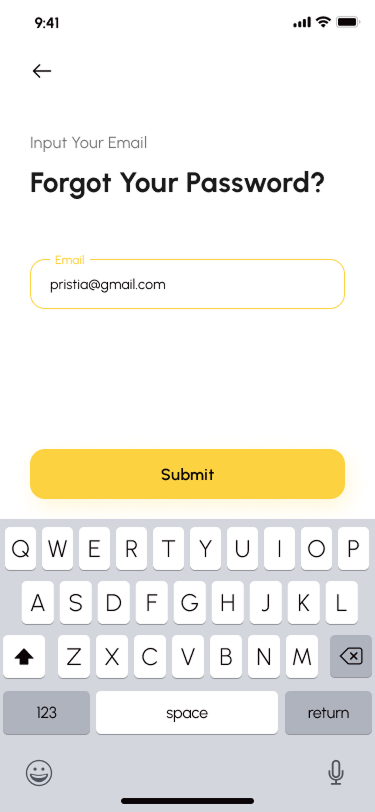 9:41
Input Your Email
Forgot Your Password?
Email
pristia@gmail.com
Submit
Q W E R T Y U I O P
A S D F G H J K L
Z X C V B N M
123 space return